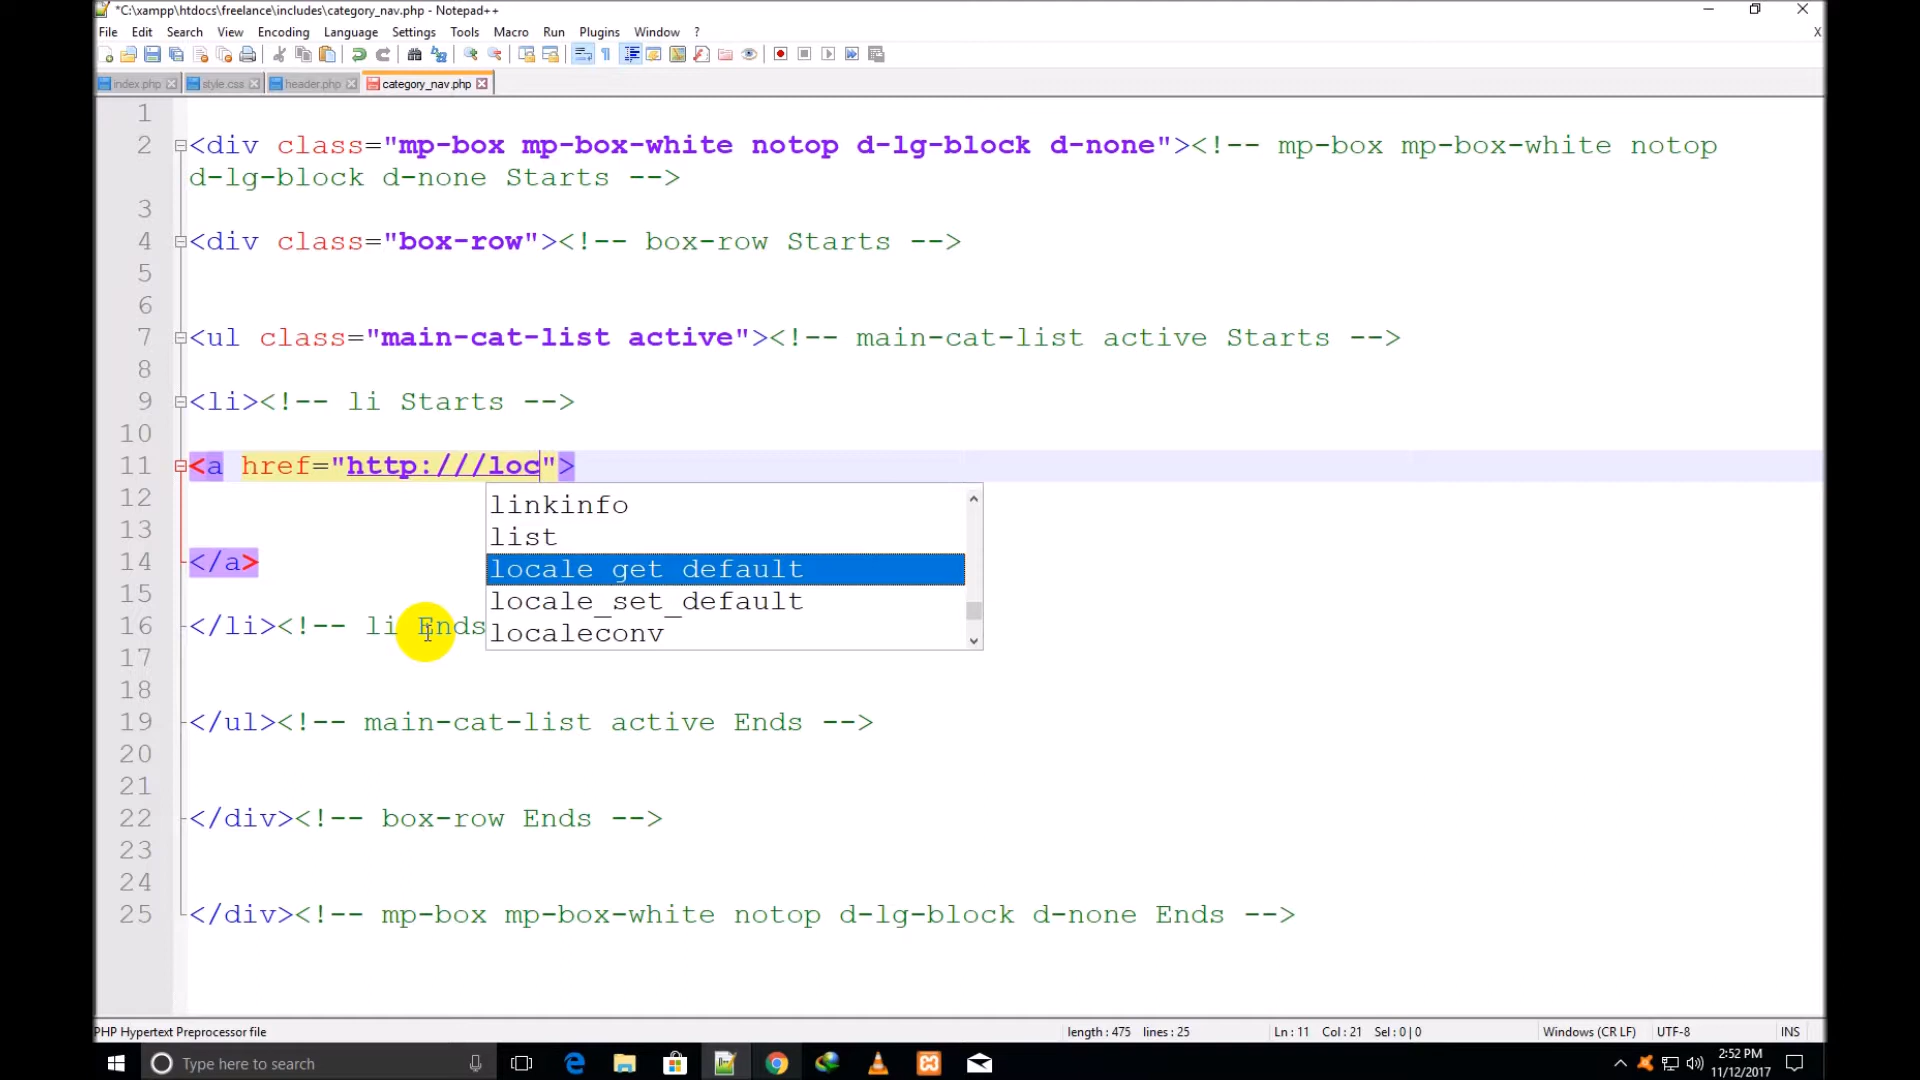 *C:\xampp\htdocs\freelance\includes\category_nav.php - Notepad++
File Edit Search View Encoding Language Settings Tools Macro Run Plugins Window ?
X
index.php style.css header.php category_nav.php
1
2 <div class="mp-box mp-box-white notop d-lg-block d-none"><!-- mp-box mp-box-white notop
d-lg-block d-none Starts -->
3
4 <div class="box-row"><!-- box-row Starts -->
5
6
7 <ul class="main-cat-list active"><!-- main-cat-list active Starts -->
8
9 <li><!-- li Starts -->
10
11 <a href="http:///loc">
12
linkinfo
13
list
14 </a>
locale_get_default
15
locale_set_default
16 </li><!-- li Ends
localeconv
17
18
19 </ul><!-- main-cat-list active Ends -->
20
21
22 </div><!-- box-row Ends -->
23
24
25 </div><!-- mp-box mp-box-white notop d-lg-block d-none Ends -->
PHP Hypertext Preprocessor file length : 475 lines : 25 Ln : 11 Col : 21 Sel : 0 | 0 Windows (CR LF) UTF-8 INS
Type here to search
2:52 PM
11/12/2017